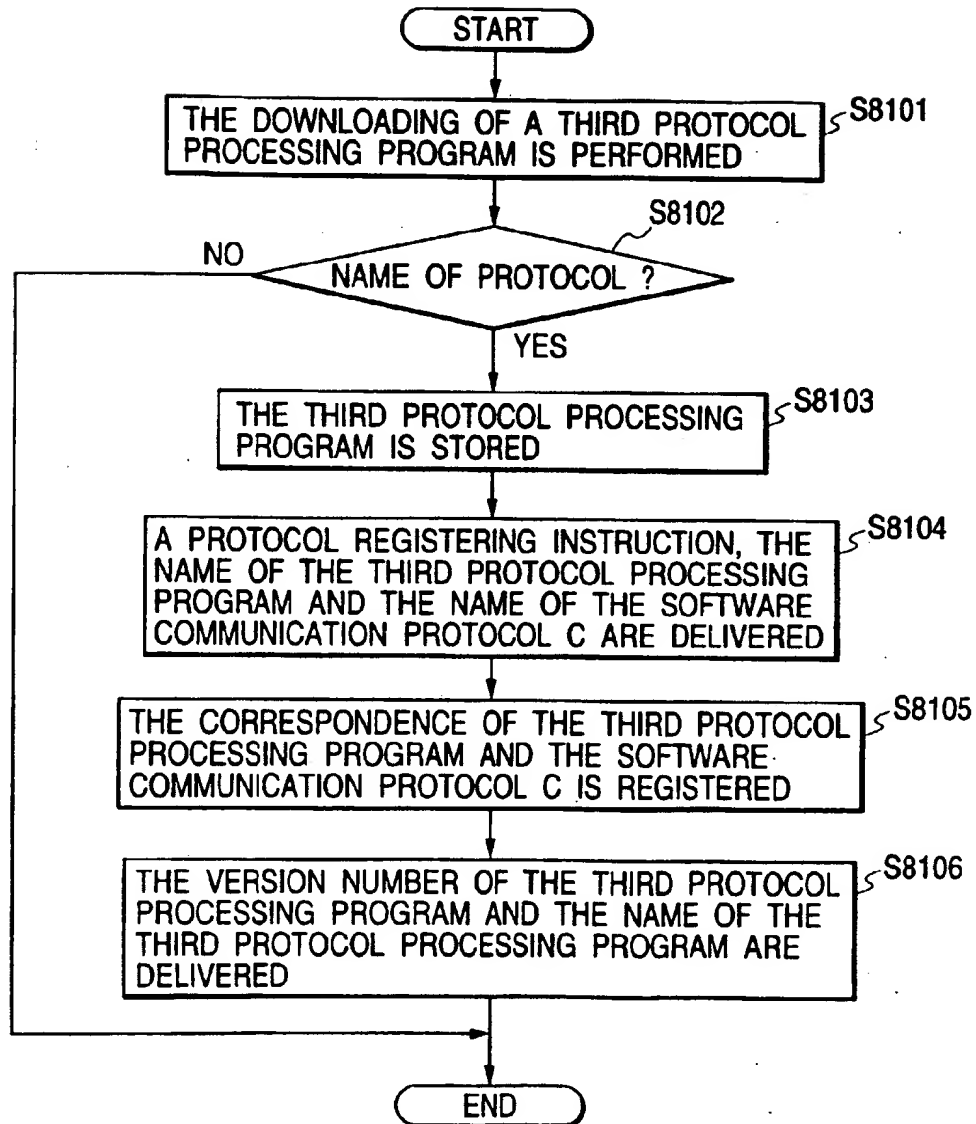 START
THE DOWNLOADING OF A THIRD PROTOCOL
PROCESSING PROGRAM IS PERFORMED
S8101
S8102
NAME OF PROTOCOL ?
NO
YES
THE THIRD PROTOCOL PROCESSING
PROGRAM IS STORED
S8103
A PROTOCOL REGISTERING INSTRUCTION, THE
NAME OF THE THIRD PROTOCOL PROCESSING
PROGRAM AND THE NAME OF THE SOFTWARE
COMMUNICATION PROTOCOL C ARE DELIVERED
S8104
THE CORRESPONDENCE OF THE THIRD PROTOCOL
PROCESSING PROGRAM AND THE SOFTWARE
COMMUNICATION PROTOCOL C IS REGISTERED
S8105
THE VERSION NUMBER OF THE THIRD PROTOCOL
PROCESSING PROGRAM AND THE NAME OF THE
THIRD PROTOCOL PROCESSING PROGRAM ARE
DELIVERED
S8106
END